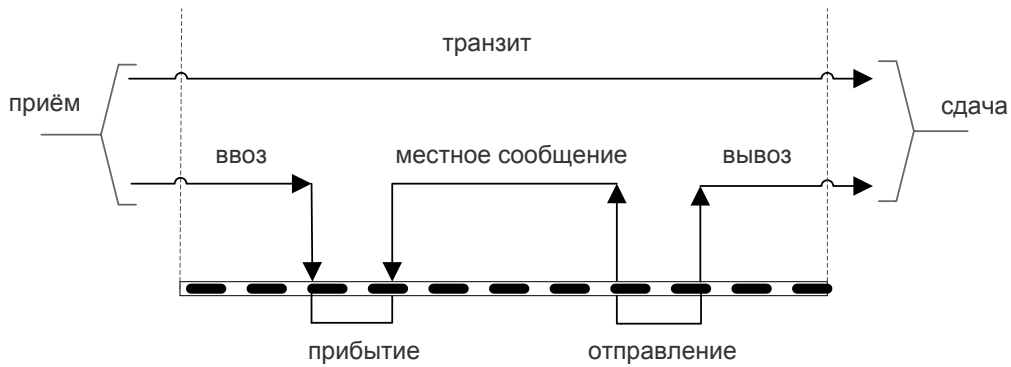 транзит
приём
сдача
ввоз
местное сообщение
вывоз
прибытие
отправление